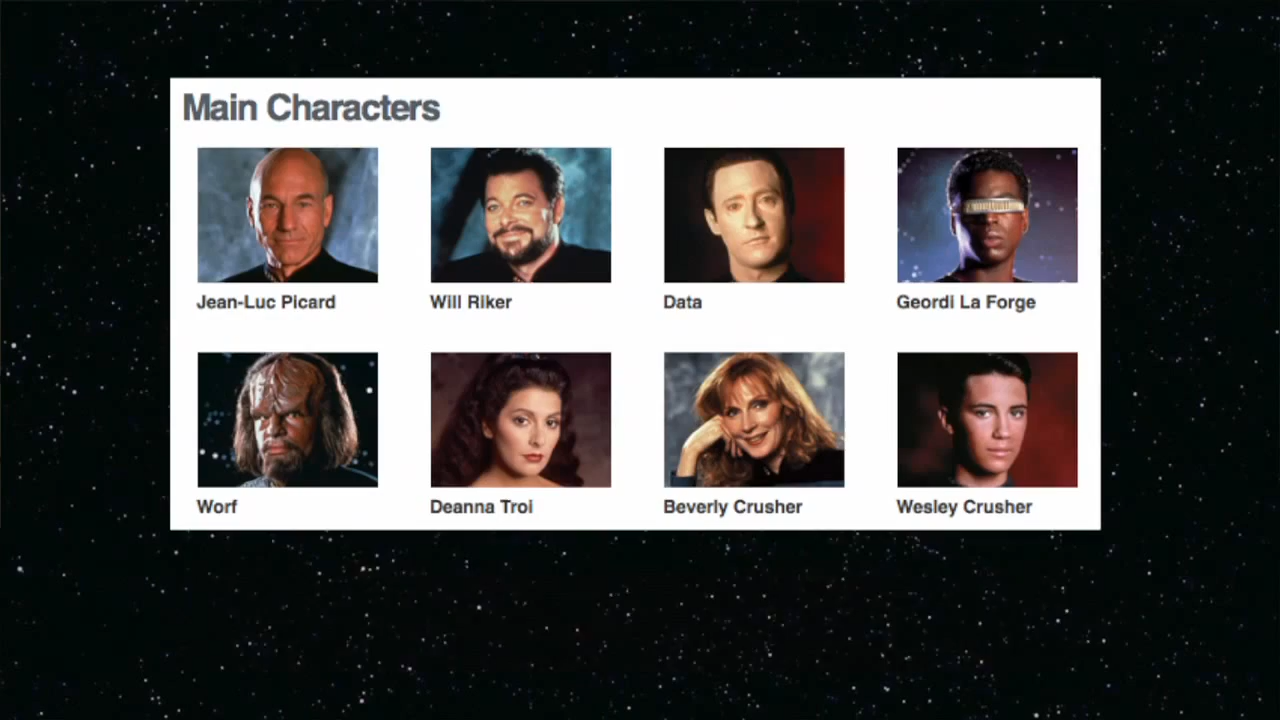 Main Characters
Jean-Luc Picard
Will Riker
Data
Geordi La Forge
Worf
Deanna Troi
Beverly Crusher
Wesley Crusher